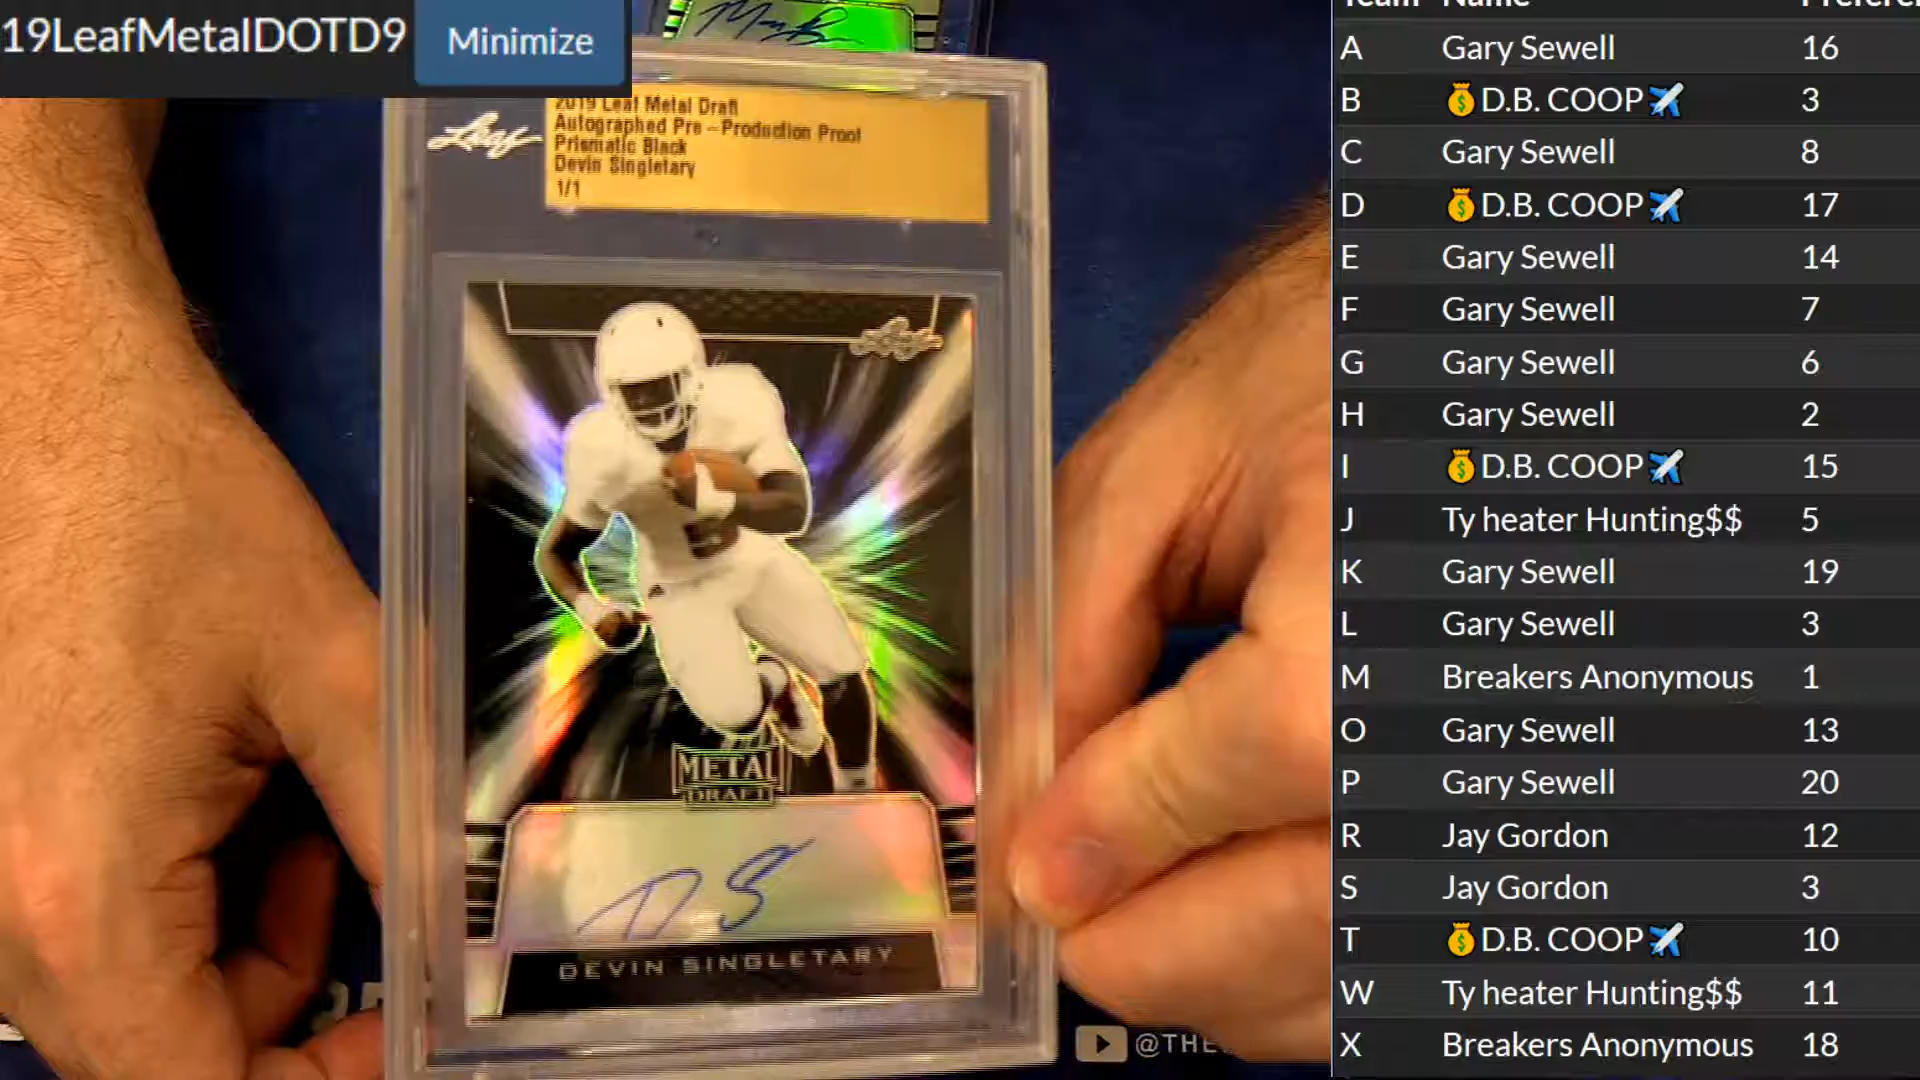 19LeafMetalDOTD9
Minimize
Leaf
2019 Leaf Metal Draft
Autographed Pre-Production Proof
Prismatic Black
Devin Singletary
1/1
METAL
DRAFT
DEVIN SINGLETARY
@THE
Team Name
A Gary Sewell 16
B 💰D.B. COOP✈️ 3
C Gary Sewell 8
D 💰D.B. COOP✈️ 17
E Gary Sewell 14
F Gary Sewell 7
G Gary Sewell 6
H Gary Sewell 2
I 💰D.B. COOP✈️ 15
J Ty heater Hunting$$ 5
K Gary Sewell 19
L Gary Sewell 3
M Breakers Anonymous 1
O Gary Sewell 13
P Gary Sewell 20
R Jay Gordon 12
S Jay Gordon 3
T 💰D.B. COOP✈️ 10
W Ty heater Hunting$$ 11
X Breakers Anonymous 18